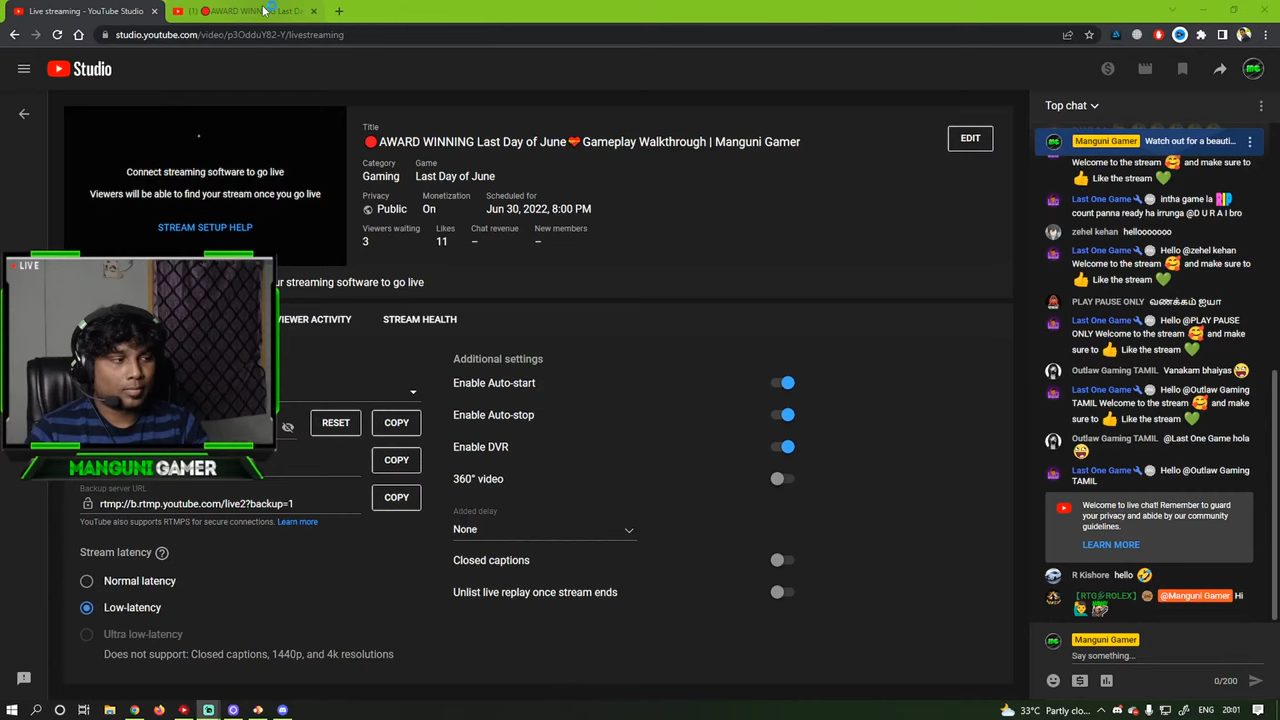 Live streaming - YouTube Studio
(1) 🔴AWARD WINNING Last Da
studio.youtube.com/video/p3OdduY82-Y/livestreaming
Studio
MG
Connect streaming software to go live
Viewers will be able to find your stream once you go live
STREAM SETUP HELP
Title
🔴AWARD WINNING Last Day of June❤️Gameplay Walkthrough | Manguni Gamer
EDIT
Category
Game
Gaming
Last Day of June
Privacy
Monetization
Scheduled for
Public
On
Jun 30, 2022, 8:00 PM
Viewers waiting
Likes
Chat revenue
New members
3
11
–
–
ur streaming software to go live
LIVE
MANGUNI GAMER
VIEWER ACTIVITY
STREAM HEALTH
RESET
COPY
COPY
Backup server URL
rtmp://b.rtmp.youtube.com/live2?backup=1
COPY
YouTube also supports RTMPS for secure connections. Learn more
Stream latency
Normal latency
Low-latency
Ultra low-latency
Does not support: Closed captions, 1440p, and 4k resolutions
Additional settings
Enable Auto-start
Enable Auto-stop
Enable DVR
360° video
Added delay
None
Closed captions
Unlist live replay once stream ends
Top chat
Manguni Gamer Watch out for a beauti...
Welcome to the stream 🥰 and make sure to 👍 Like the stream 💚
Last One Game intha game la RIP
count panna ready ha irrunga @D U R A I bro
zehel kehan hellooooooo
Last One Game Hello @zehel kehan
Welcome to the stream 🥰 and make
sure to 👍 Like the stream 💚
PLAY PAUSE ONLY வணக்கம் ஐயா
Last One Game Hello @PLAY PAUSE
ONLY Welcome to the stream 🥰 and make
sure to 👍 Like the stream 💚
Outlaw Gaming TAMIL Vanakam bhaiyas 😜
Last One Game Hello @Outlaw Gaming
TAMIL Welcome to the stream 🥰 and make
sure to 👍 Like the stream 💚
Outlaw Gaming TAMIL @Last One Game hola
😜
Last One Game Hello @Outlaw Gaming
TAMIL
Welcome to live chat! Remember to guard
your privacy and abide by our community
guidelines.
LEARN MORE
R Kishore hello 🤣
ROLEX】 @Manguni Gamer Hi
Manguni Gamer
Say something...
0/200
33°C Partly clo...
ENG
20:01